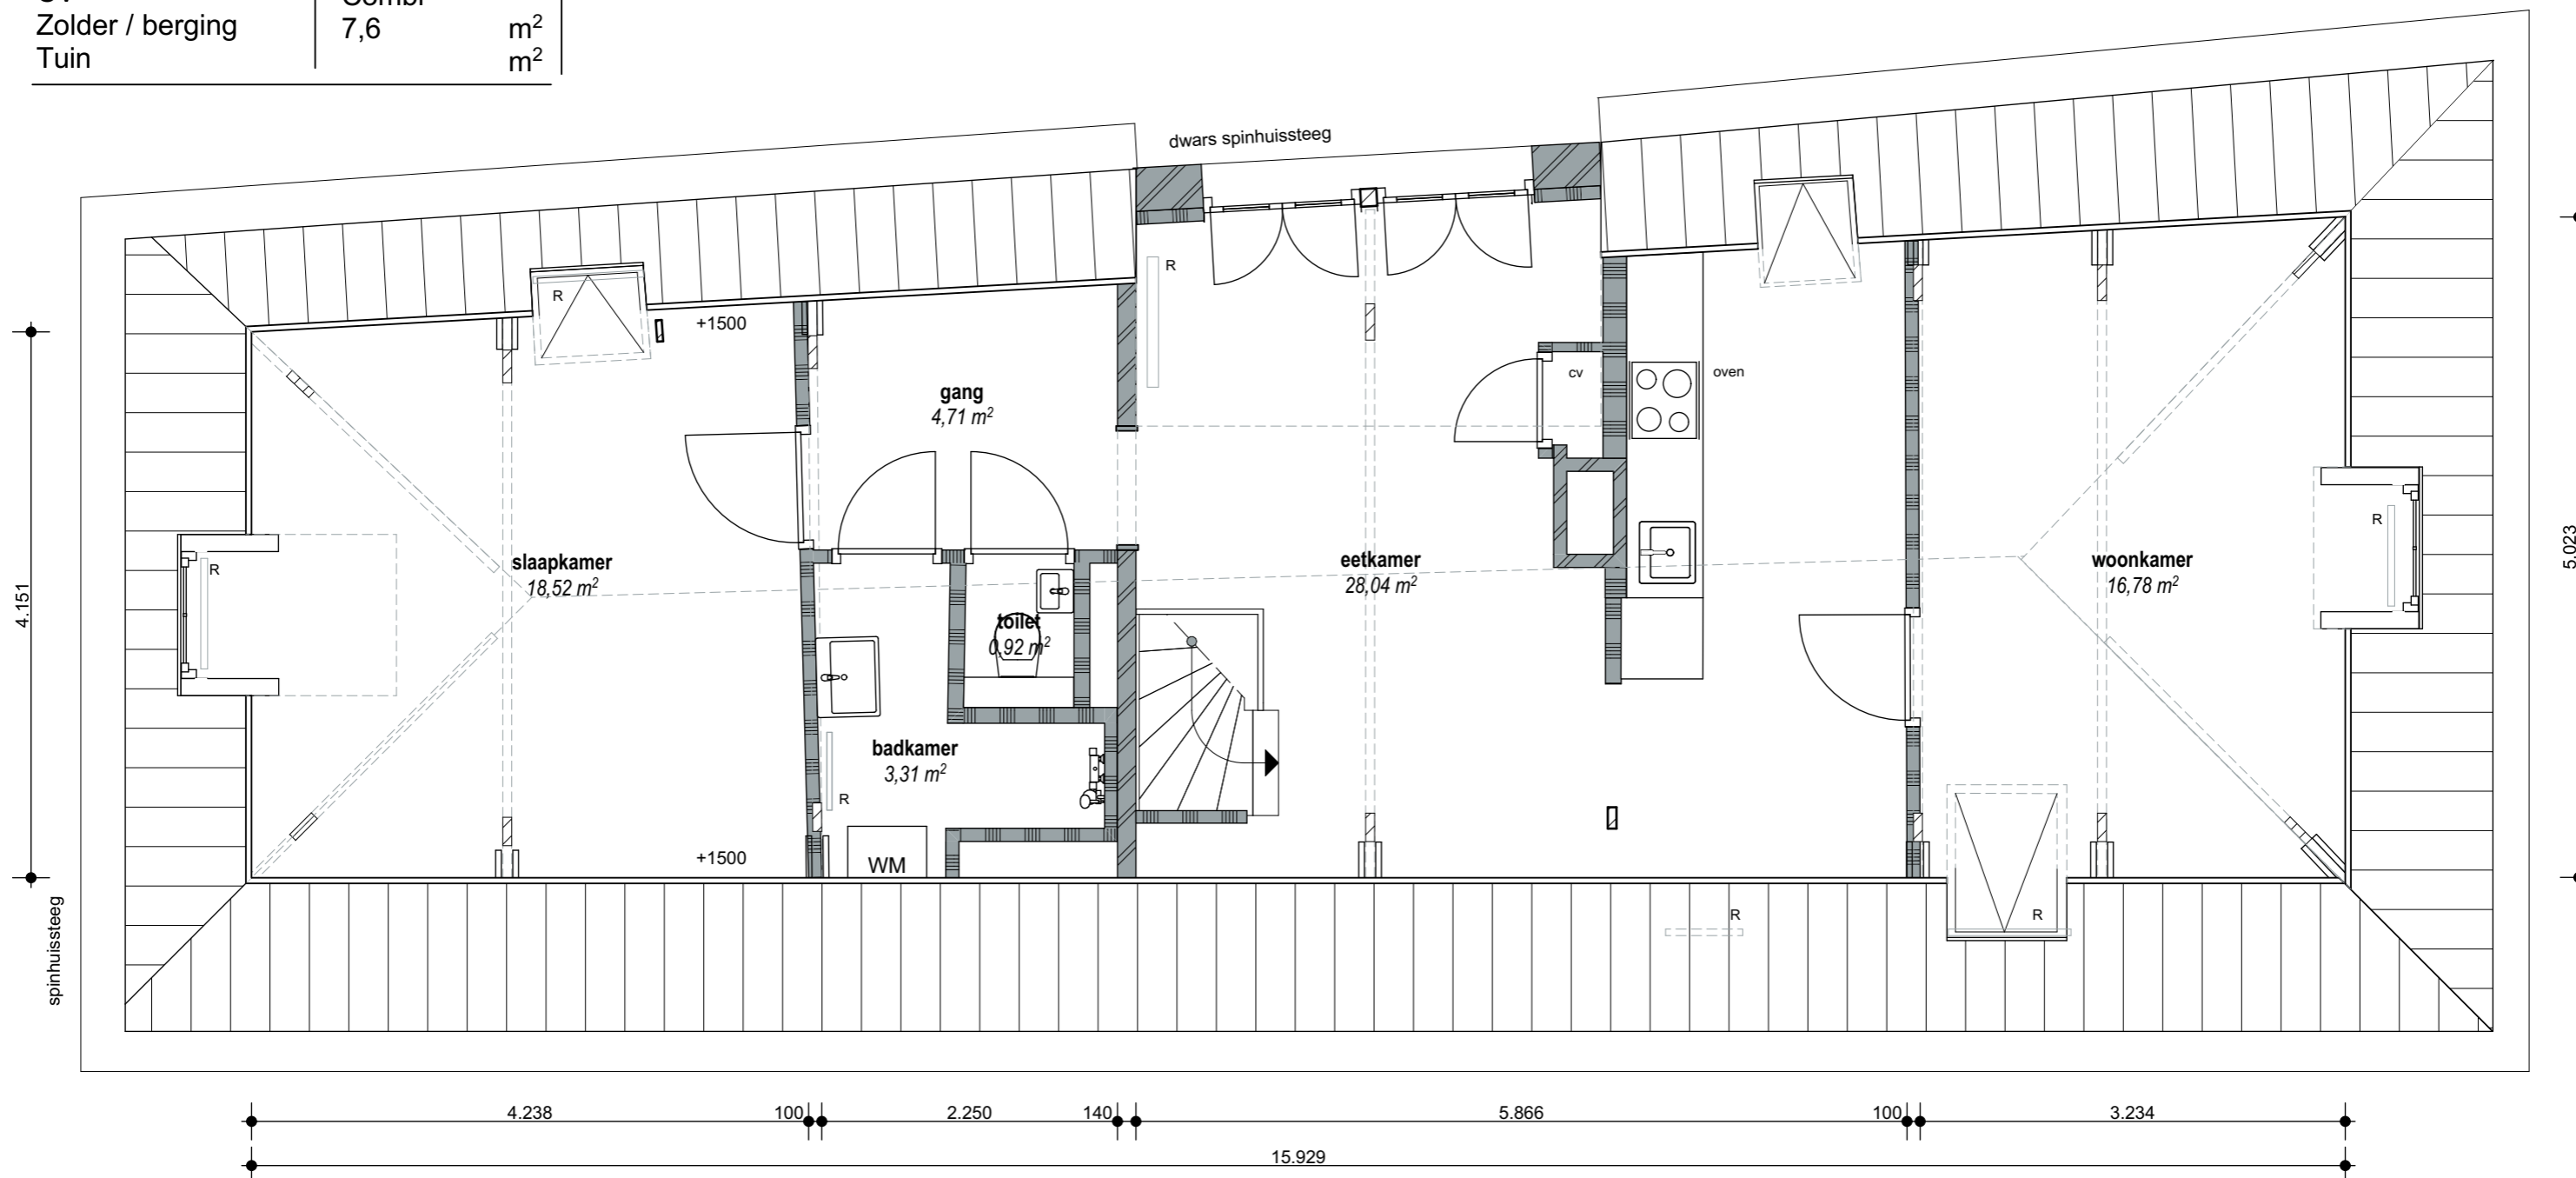 Zolder / berging 7,6 m²
Tuin m²
dwars spinhuissteeg
R
R
+1500
gang
4,71 m²
cv
oven
slaapkamer
18,52 m²
R
toilet
0.92 m²
eetkamer
28,04 m²
woonkamer
16,78 m²
R
4.151
5.023
badkamer
3,31 m²
R
+1500
WM
R
R
spinhuissteeg
4.238
100
2.250
140
5.866
100
3.234
15.929